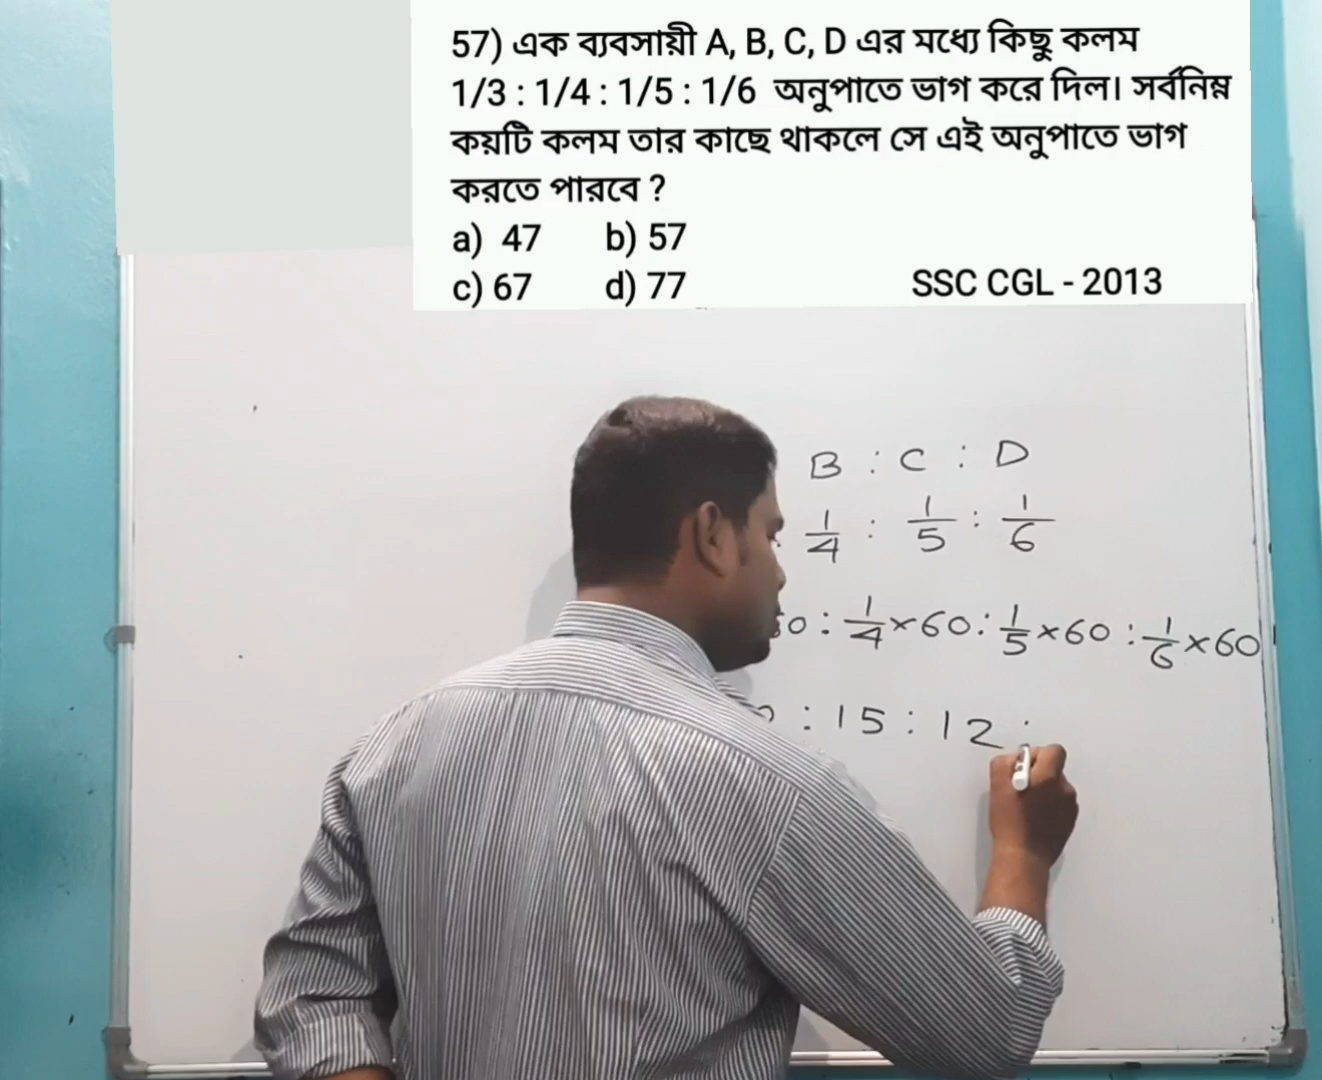 57) এক ব্যবসায়ী A, B, C, D এর মধ্যে কিছু কলম
1/3 : 1/4 : 1/5 : 1/6 অনুপাতে ভাগ করে দিল। সর্বনিম্ন
কয়টি কলম তার কাছে থাকলে সে এই অনুপাতে ভাগ
করতে পারবে ?
a) 47 b) 57
c) 67 d) 77 SSC CGL - 2013
B : C : D
1/4 : 1/5 : 1/6
0 : 1/4 × 60 : 1/5 × 60 : 1/6 × 60
: 15 : 12 :